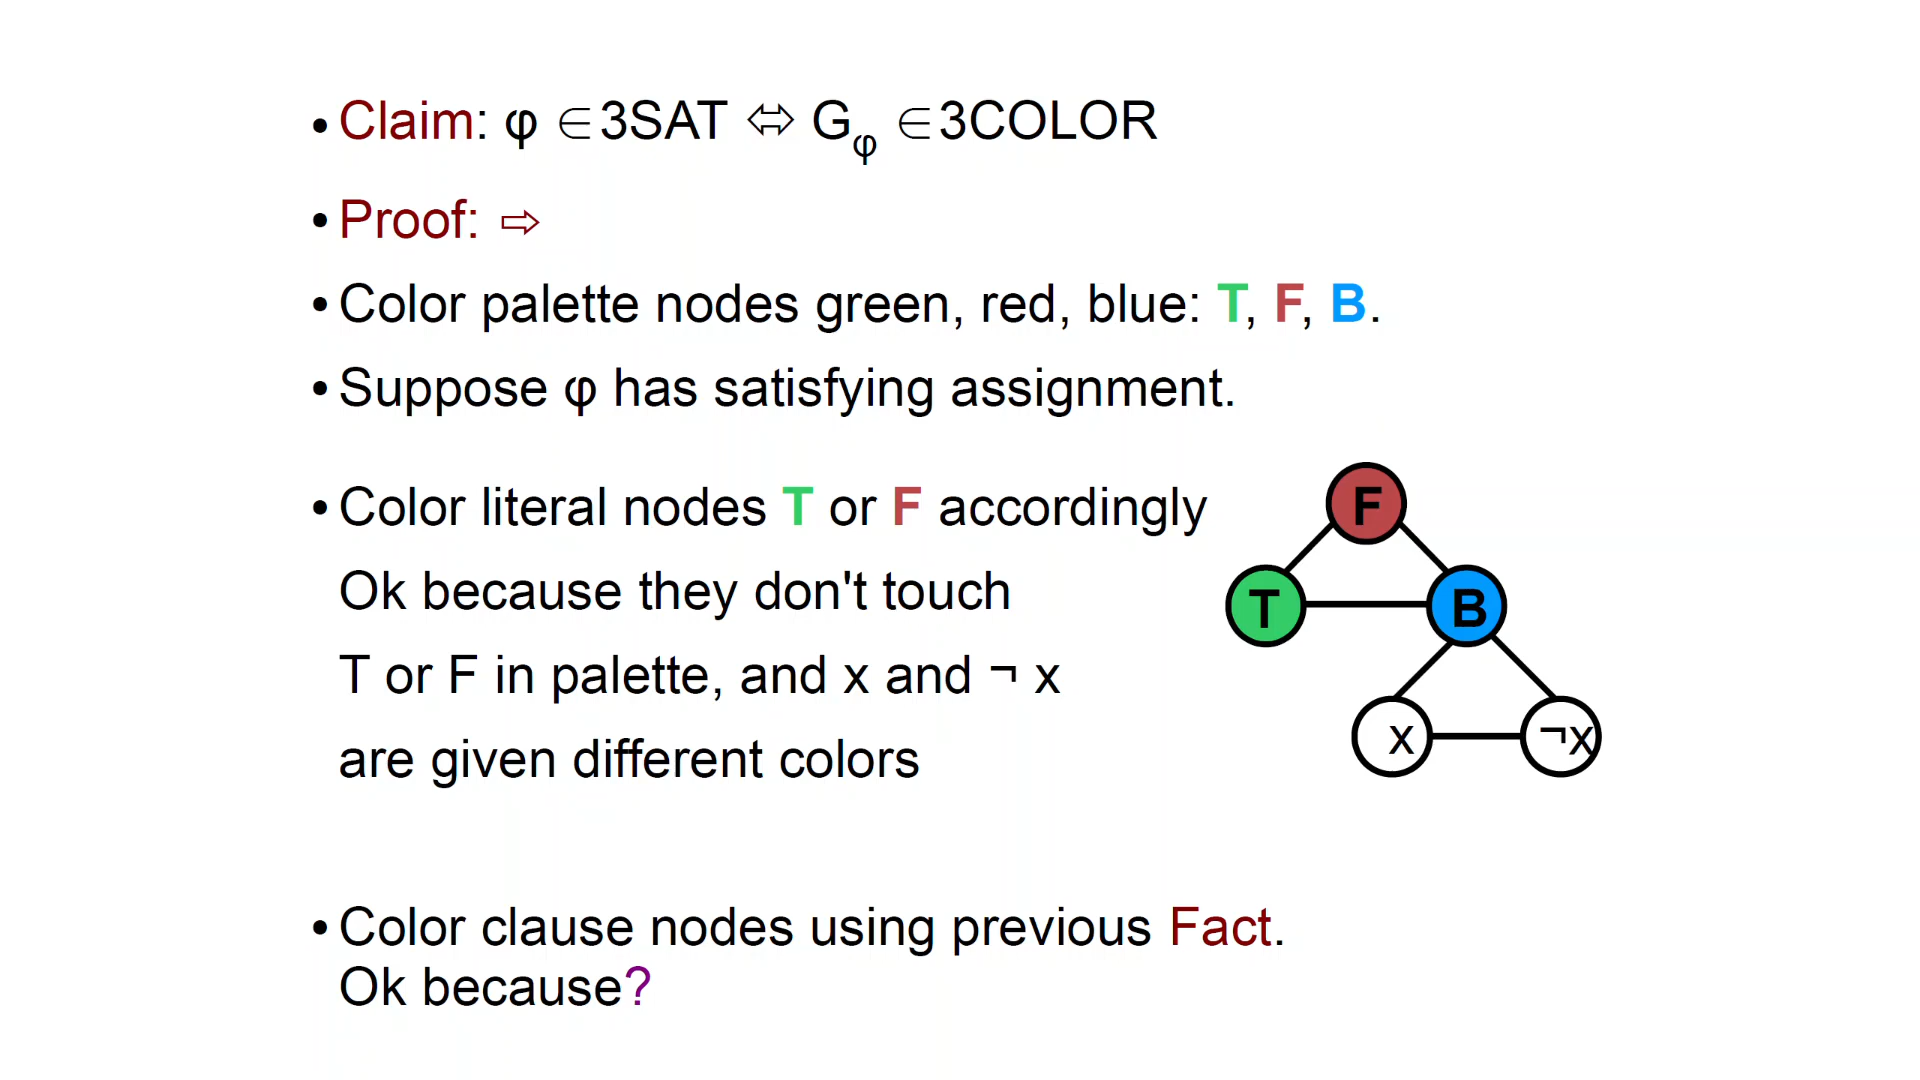 • Claim: φ ∈ 3SAT ⬄ Gφ ∈ 3COLOR
• Proof: ⇨
• Color palette nodes green, red, blue: T, F, B.
• Suppose φ has satisfying assignment.
• Color literal nodes T or F accordingly
Ok because they don't touch
T or F in palette, and x and ¬ x
are given different colors
F
T
B
x
¬x
• Color clause nodes using previous Fact.
Ok because?